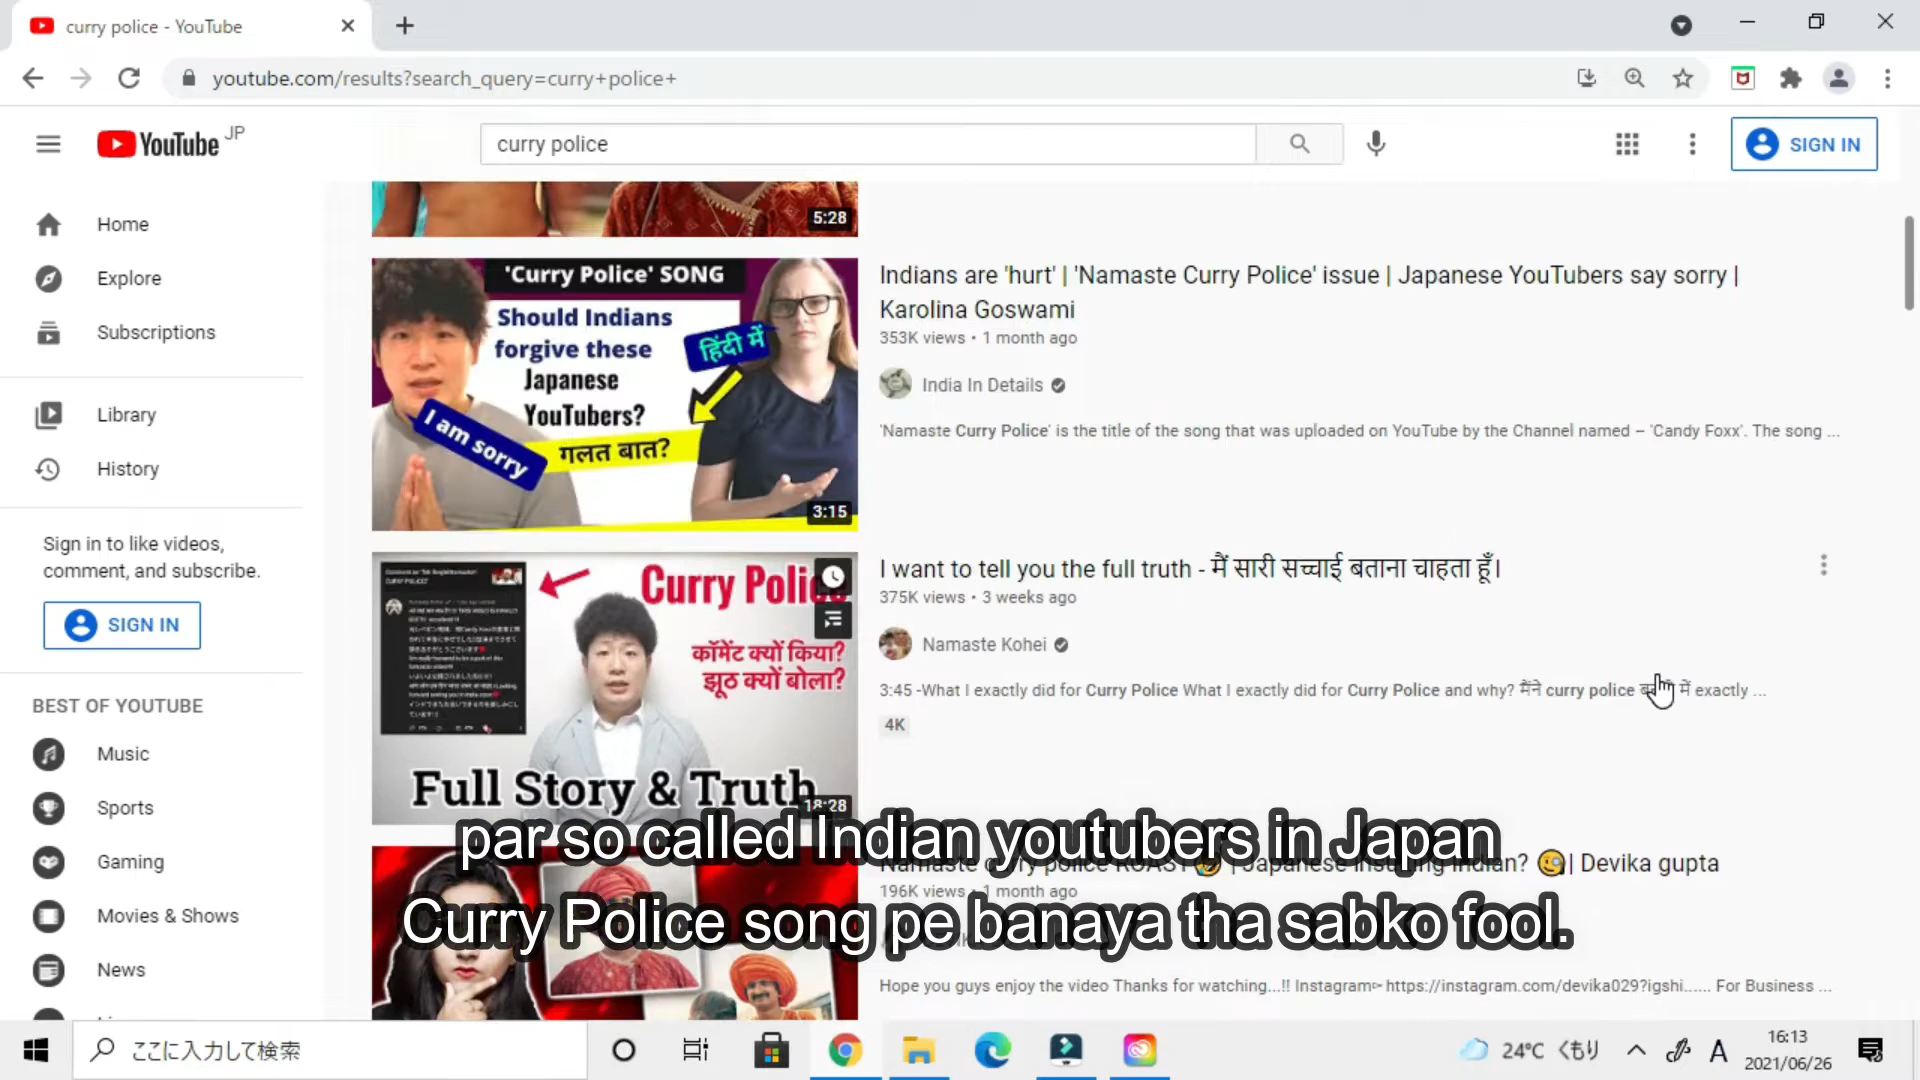 curry police - YouTube
youtube.com/results?search_query=curry+police+
YouTube JP
curry police
SIGN IN
Home
Explore
Subscriptions
Library
History
Sign in to like videos,
comment, and subscribe.
SIGN IN
BEST OF YOUTUBE
Music
Sports
Gaming
Movies & Shows
News
5:28
'Curry Police' SONG
Should Indians
forgive these
Japanese
YouTubers?
हिंदी में
I am sorry
गलत बात?
3:15
Indians are 'hurt' | 'Namaste Curry Police' issue | Japanese YouTubers say sorry |
Karolina Goswami
353K views • 1 month ago
India In Details
'Namaste Curry Police' is the title of the song that was uploaded on YouTube by the Channel named – 'Candy Foxx'. The song ...
Curry Police
कॉमेंट क्यों किया?
झूठ क्यों बोला?
Full Story & Truth
18:28
I want to tell you the full truth - मैं सारी सच्चाई बताना चाहता हूँ।
375K views • 3 weeks ago
Namaste Kohei
3:45 -What I exactly did for Curry Police What I exactly did for Curry Police and why? मैंने curry police में exactly ...
4K
Namaste curry police ROAST 🤣 | Japanese insulting Indian? 🧐| Devika gupta
196K views • 1 month ago
Hope you guys enjoy the video Thanks for watching...!! Instagram▻ https://instagram.com/devika029?igshi...... For Business ...
par so called Indian youtubers in Japan
Curry Police song pe banaya tha sabko fool.
ここに入力して検索
24°C くもり
A
16:13
2021/06/26